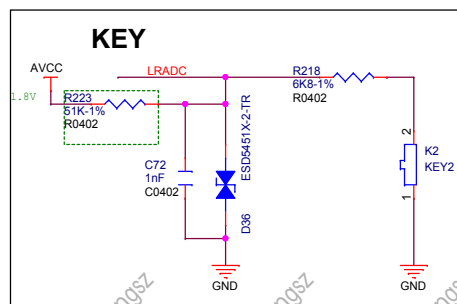 KEY
AVCC
LRADC
R218
6K8-1%
R0402
1.8V
R223
51K-1%
R0402
ESD5451X-2-TR
2
K2
KEY2
C72
1nF
C0402
1
D36
GND
GND